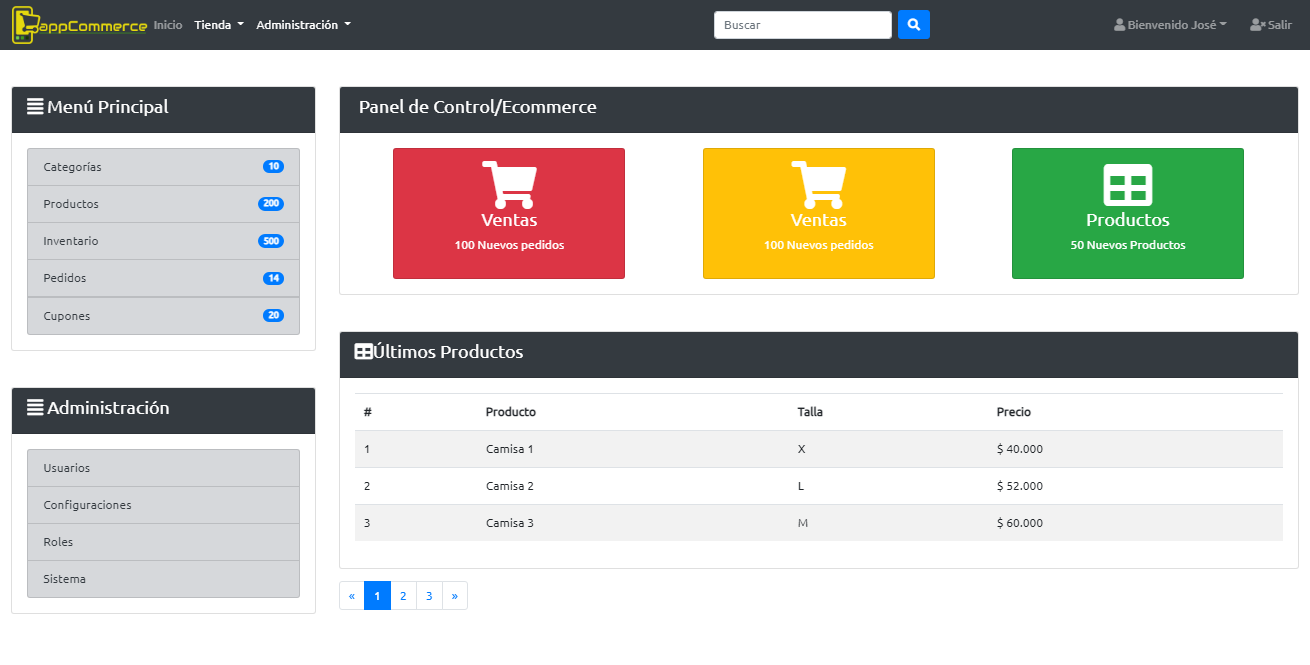 appCommerce Inicio Tienda Administración Buscar Bienvenido José Salir
Menú Principal
Categorías 10
Productos 200
Inventario 500
Pedidos 14
Cupones 20
Administración
Usuarios
Configuraciones
Roles
Sistema
Panel de Control/Ecommerce
Ventas
100 Nuevos pedidos
Ventas
100 Nuevos pedidos
Productos
50 Nuevos Productos
Últimos Productos
# Producto Talla Precio
1 Camisa 1 X $ 40.000
2 Camisa 2 L $ 52.000
3 Camisa 3 M $ 60.000
« 1 2 3 »